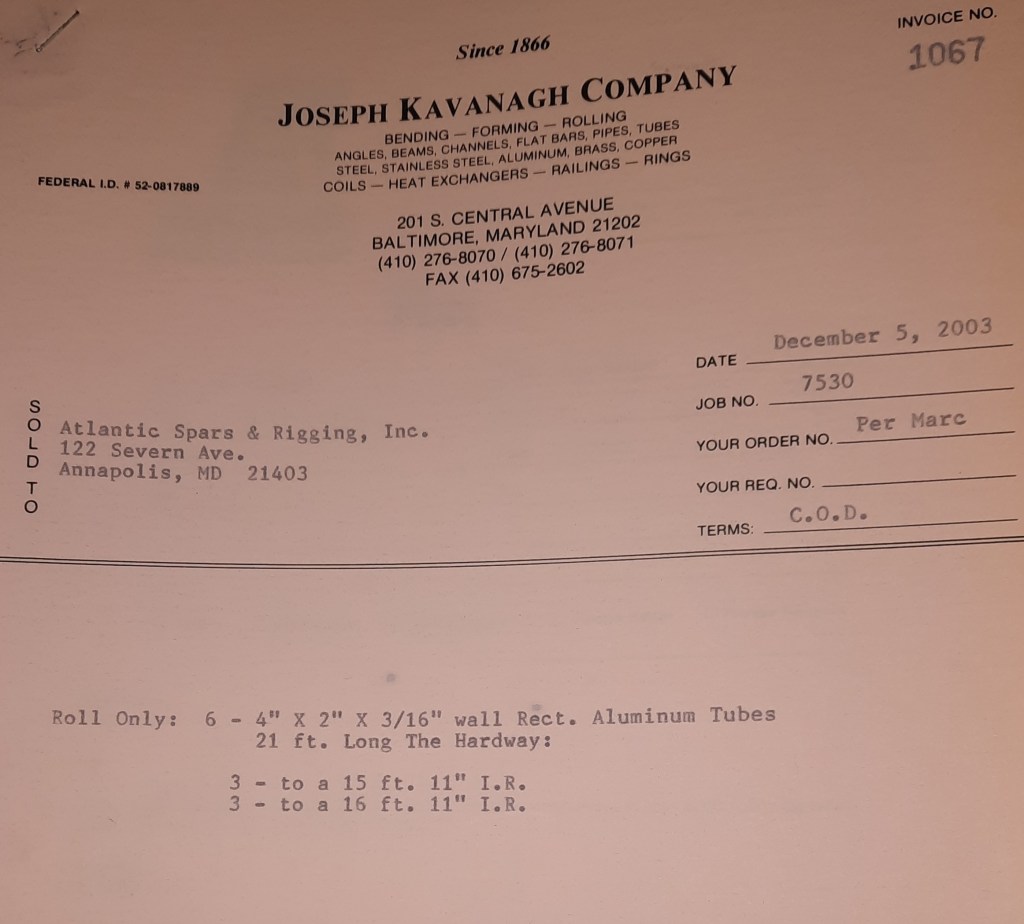 INVOICE NO.
1067
Since 1866
JOSEPH KAVANAGH COMPANY
BENDING — FORMING — ROLLING
ANGLES, BEAMS, CHANNELS, FLAT BARS, PIPES, TUBES
STEEL, STAINLESS STEEL, ALUMINUM, BRASS, COPPER
COILS — HEAT EXCHANGERS — RAILINGS — RINGS
FEDERAL I.D. # 52-0817889
201 S. CENTRAL AVENUE
BALTIMORE, MARYLAND 21202
(410) 276-8070 / (410) 276-8071
FAX (410) 675-2602
DATE December 5, 2003
JOB NO. 7530
YOUR ORDER NO. Per Marc
YOUR REQ. NO.
TERMS: C.O.D.
SOLD TO
Atlantic Spars & Rigging, Inc.
122 Severn Ave.
Annapolis, MD 21403
Roll Only: 6 - 4" X 2" X 3/16" wall Rect. Aluminum Tubes
21 ft. Long The Hardway:
3 - to a 15 ft. 11" I.R.
3 - to a 16 ft. 11" I.R.